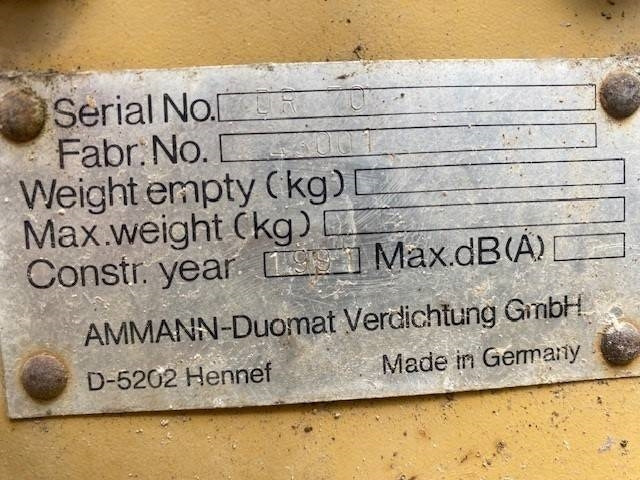 Serial No. DR 70
Fabr. No. 43001
Weight empty (kg)
Max. weight (kg)
Constr. year 1991 Max.dB(A)
AMMANN-Duomat Verdichtung GmbH
D-5202 Hennef Made in Germany